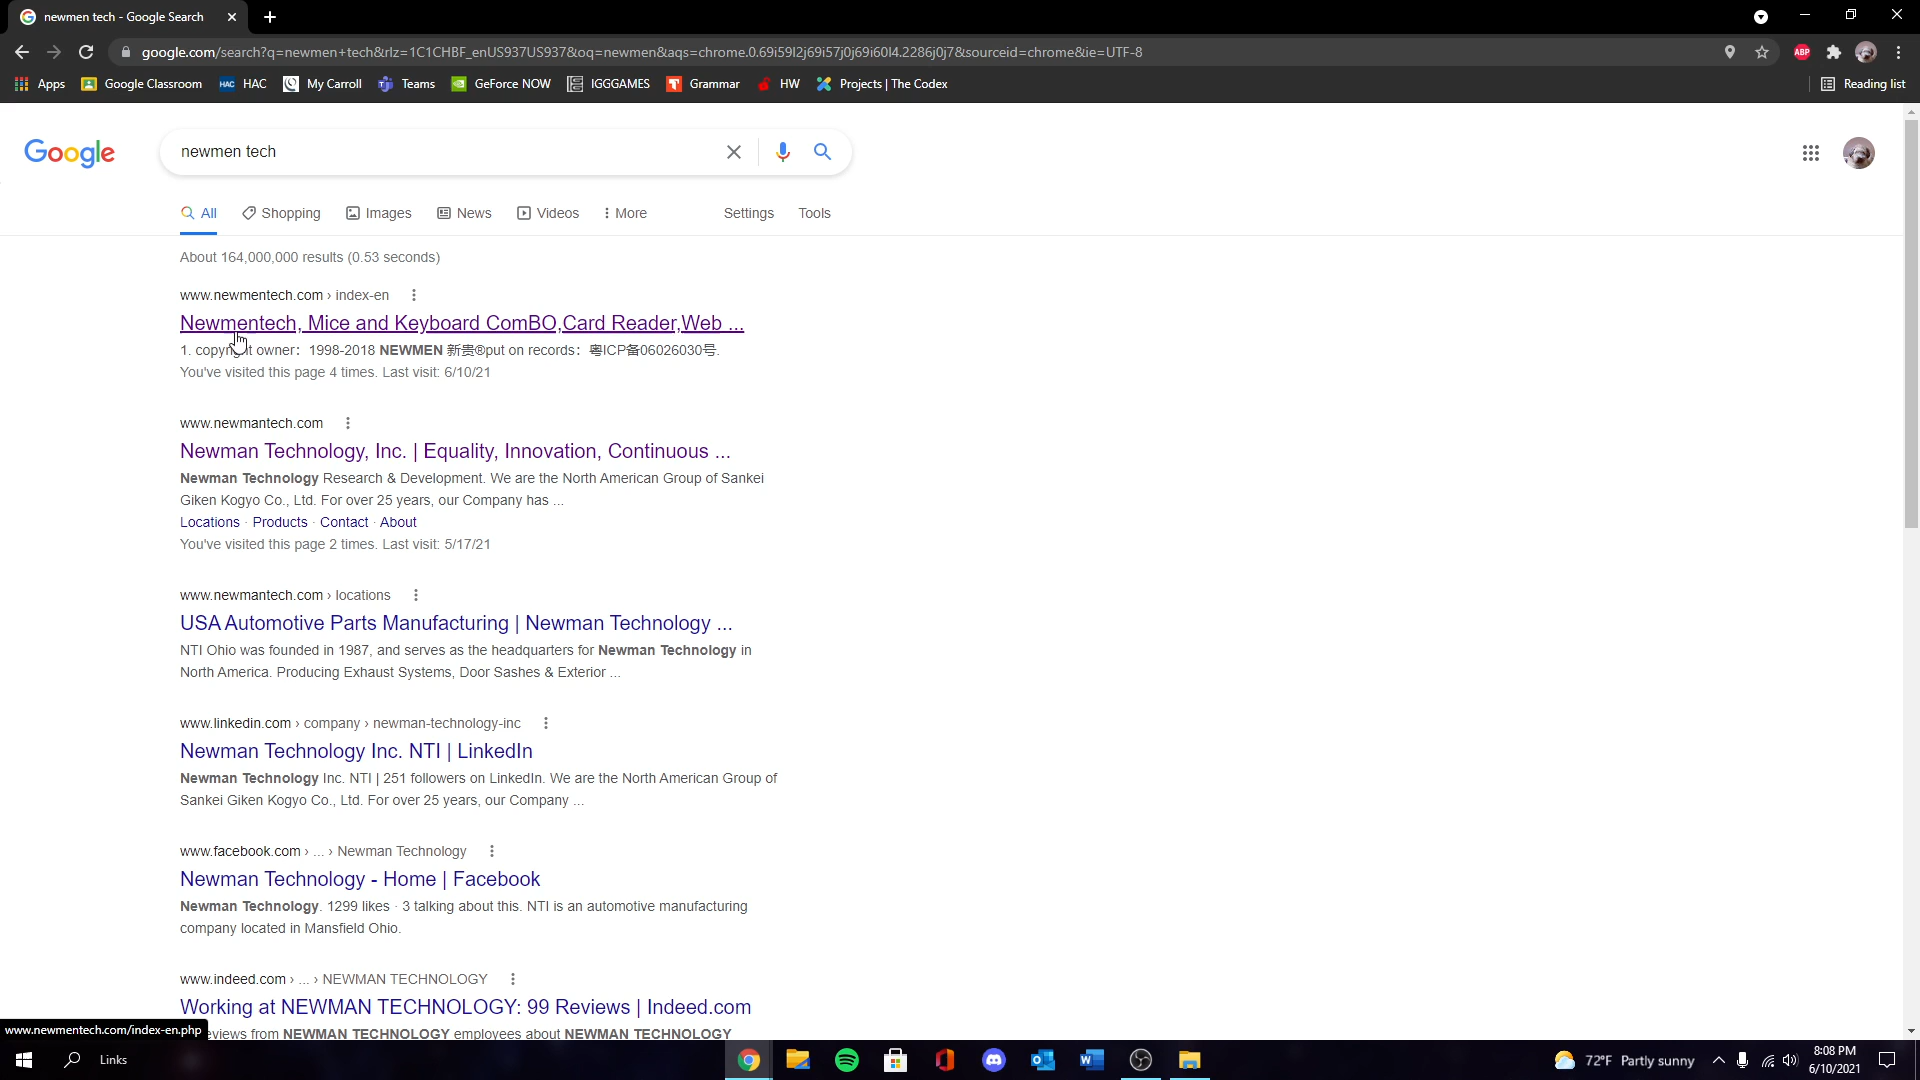 newmen tech - Google Search
google.com/search?q=newmen+tech&rlz=1C1CHBF_enUS937US937&oq=newmen&aqs=chrome.0.69i59l2j69i57j0j69i60l4.2286j0j7&sourceid=chrome&ie=UTF-8
ABP
Apps Google Classroom HAC HAC My Carroll Teams GeForce NOW IGGGAMES Grammar HW Projects | The Codex Reading list
Google newmen tech
All Shopping Images News Videos More Settings Tools
About 164,000,000 results (0.53 seconds)
www.newmentech.com › index-en
Newmentech, Mice and Keyboard ComBO,Card Reader,Web ...
1. copyright owner：1998-2018 NEWMEN 新贵®put on records：粤ICP备06026030号.
You've visited this page 4 times. Last visit: 6/10/21
www.newmantech.com
Newman Technology, Inc. | Equality, Innovation, Continuous ...
Newman Technology Research & Development. We are the North American Group of Sankei
Giken Kogyo Co., Ltd. For over 25 years, our Company has ...
Locations · Products · Contact · About
You've visited this page 2 times. Last visit: 5/17/21
www.newmantech.com › locations
USA Automotive Parts Manufacturing | Newman Technology ...
NTI Ohio was founded in 1987, and serves as the headquarters for Newman Technology in
North America. Producing Exhaust Systems, Door Sashes & Exterior ...
www.linkedin.com › company › newman-technology-inc
Newman Technology Inc. NTI | LinkedIn
Newman Technology Inc. NTI | 251 followers on LinkedIn. We are the North American Group of
Sankei Giken Kogyo Co., Ltd. For over 25 years, our Company ...
www.facebook.com › ... › Newman Technology
Newman Technology - Home | Facebook
Newman Technology. 1299 likes · 3 talking about this. NTI is an automotive manufacturing
company located in Mansfield Ohio.
www.indeed.com › ... › NEWMAN TECHNOLOGY
Working at NEWMAN TECHNOLOGY: 99 Reviews | Indeed.com
www.newmentech.com/index-en.php
eviews from NEWMAN TECHNOLOGY employees about NEWMAN TECHNOLOGY
Links
72°F Partly sunny
8:08 PM
6/10/2021